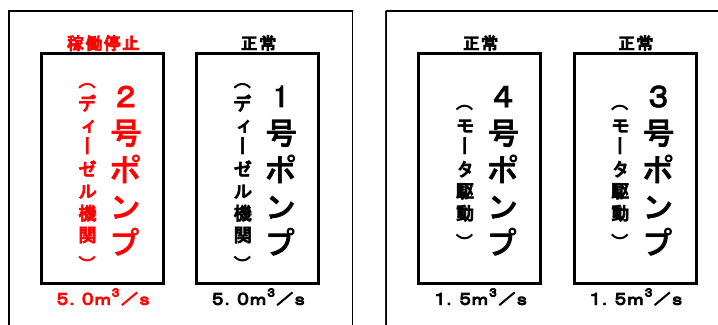 稼働停止
2号ポンプ
（ディーゼル機関）
5.0m³／s
正常
1号ポンプ
（ディーゼル機関）
5.0m³／s
正常
4号ポンプ
（モータ駆動）
1.5m³／s
正常
3号ポンプ
（モータ駆動）
1.5m³／s